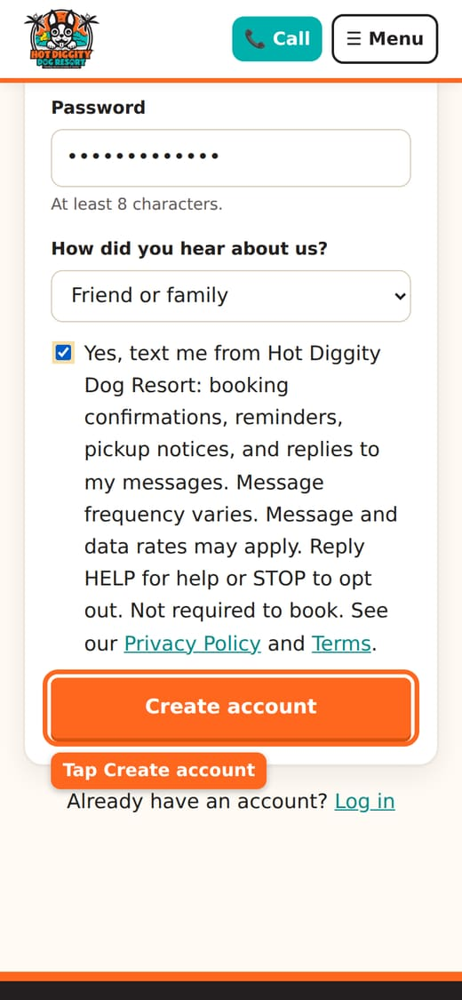 HOT DIGGITY
DOG RESORT
📞 Call
☰ Menu
Password
•••••••••••••
At least 8 characters.
How did you hear about us?
Friend or family
Yes, text me from Hot Diggity
Dog Resort: booking
confirmations, reminders,
pickup notices, and replies to
my messages. Message
frequency varies. Message and
data rates may apply. Reply
HELP for help or STOP to opt
out. Not required to book. See
our Privacy Policy and Terms.
Create account
Tap Create account
Already have an account? Log in